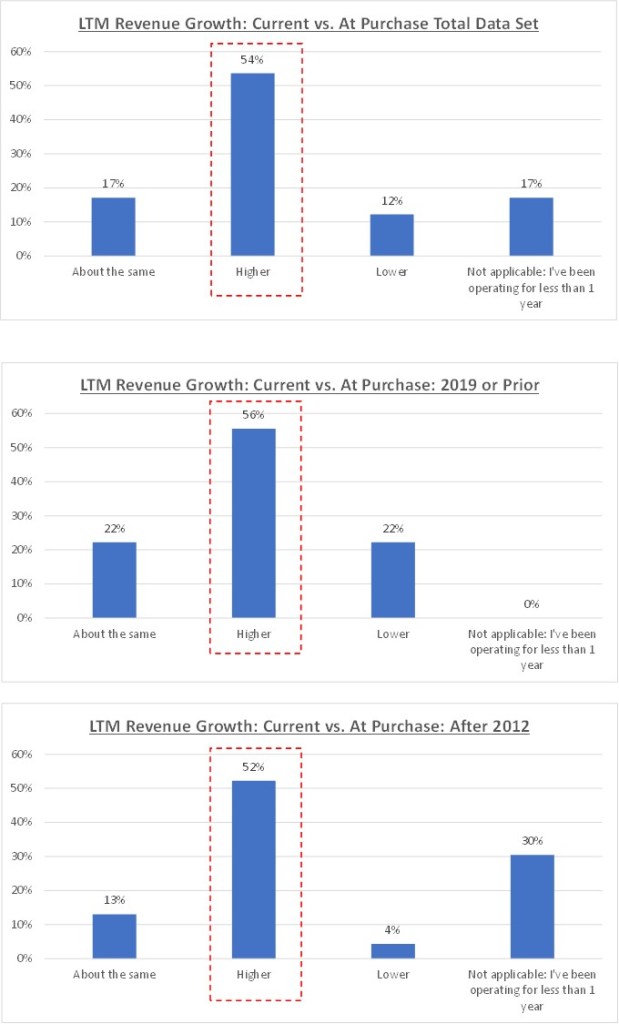 LTM Revenue Growth: Current vs. At Purchase Total Data Set
60%
50%
40%
30%
20%
10%
0%
17%
54%
12%
17%
About the same
Higher
Lower
Not applicable: I've been
operating for less than 1
year
LTM Revenue Growth: Current vs. At Purchase: 2019 or Prior
60%
50%
40%
30%
20%
10%
0%
22%
56%
22%
0%
About the same
Higher
Lower
Not applicable: I've been
operating for less than 1
year
LTM Revenue Growth: Current vs. At Purchase: After 2012
60%
50%
40%
30%
20%
10%
0%
13%
52%
4%
30%
About the same
Higher
Lower
Not applicable: I've been
operating for less than 1
year